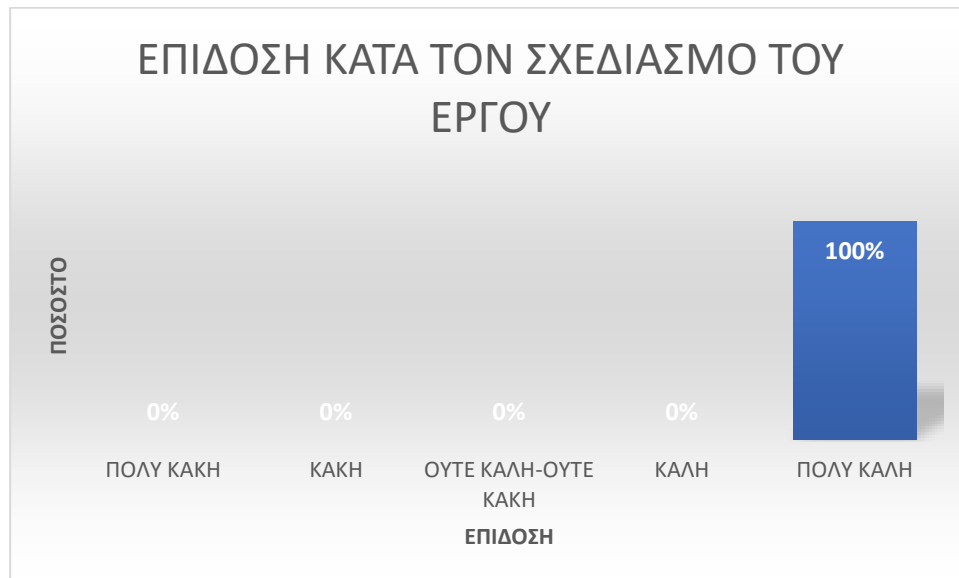 ΕΠΙΔΟΣΗ ΚΑΤΑ ΤΟΝ ΣΧΕΔΙΑΣΜΟ ΤΟΥ
ΕΡΓΟΥ
ΠΟΣΟΣΤΟ
100%
0%
0%
0%
0%
ΠΟΛΥ ΚΑΚΗ
ΚΑΚΗ
ΟΥΤΕ ΚΑΛΗ-ΟΥΤΕ
ΚΑΚΗ
ΚΑΛΗ
ΠΟΛΥ ΚΑΛΗ
ΕΠΙΔΟΣΗ